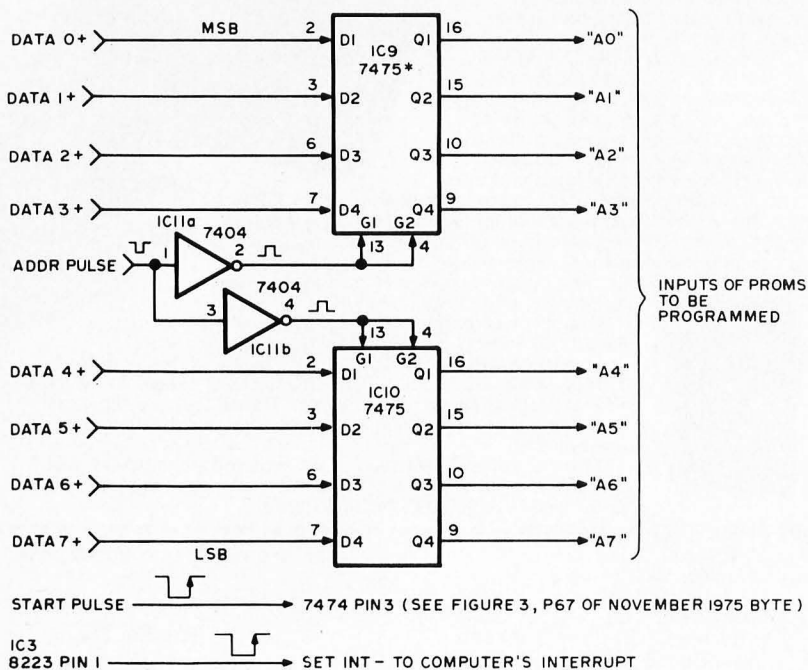 MSB
DATA 0+ 2 D1 Q1 16 "A0"
IC9
7475*
DATA 1+ 3 D2 Q2 15 "A1"
DATA 2+ 6 D3 Q3 10 "A2"
DATA 3+ 7 D4 Q4 9 "A3"
G1 G2
IC11a 7404
13 4
ADDR PULSE 1 2
INPUTS OF PROMS
TO BE
PROGRAMMED
7404
3 4
IC11b
13 4
G1 G2
DATA 4+ 2 D1 Q1 16 "A4"
IC10
7475
DATA 5+ 3 D2 Q2 15 "A5"
DATA 6+ 6 D3 Q3 10 "A6"
DATA 7+ 7 D4 Q4 9 "A7"
LSB
START PULSE 7474 PIN3 (SEE FIGURE 3, P67 OF NOVEMBER 1975 BYTE)
IC3
8223 PIN 1 SET INT- TO COMPUTER'S INTERRUPT